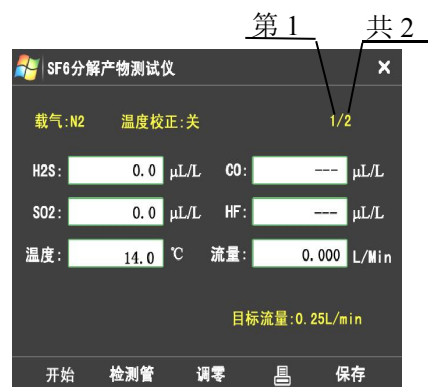 第 1 共 2
SF6分解产物测试仪 ×
载气:N2 温度校正:关 1/2
H2S: 0.0 μL/L CO: --- μL/L
SO2: 0.0 μL/L HF: --- μL/L
温度: 14.0 ℃ 流量: 0.000 L/Min
目标流量:0.25L/min
开始 检测管 调零 保存